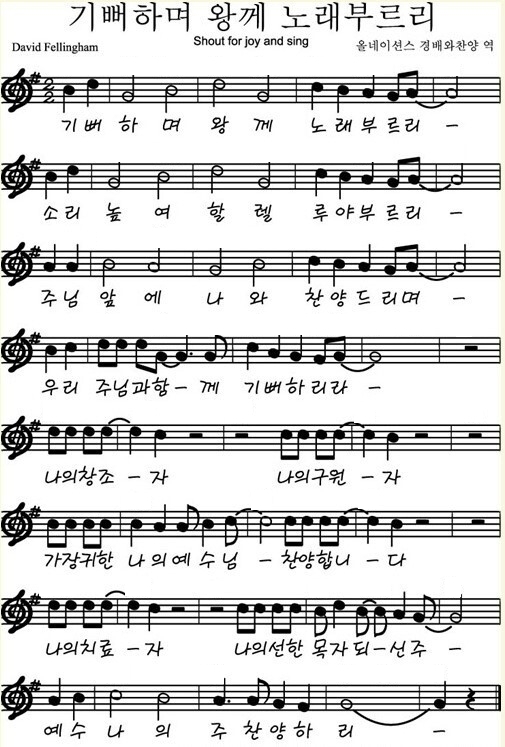 기뻐하며 왕께 노래부르리
Shout for joy and sing
David Fellingham
올네이션스 경배와찬양 역
기 뻐 하 며 왕 께 노 래 부 르 리 -
소 리 높 여 할 렐 루 야 부 르 리 -
주 님 앞 에 나 와 찬 양 드 리 며 -
우 리 주 님 과 함 - 께 기 뻐 하 리 라 -
나의창조 - 자 나의구원 - 자
가장귀한 나 의 예 수 님 - 찬양합니 - 다
나의치료 - 자 나의선한 목 자 되 - 신 주 -
예 수 나 의 주 찬 양 하 리 -